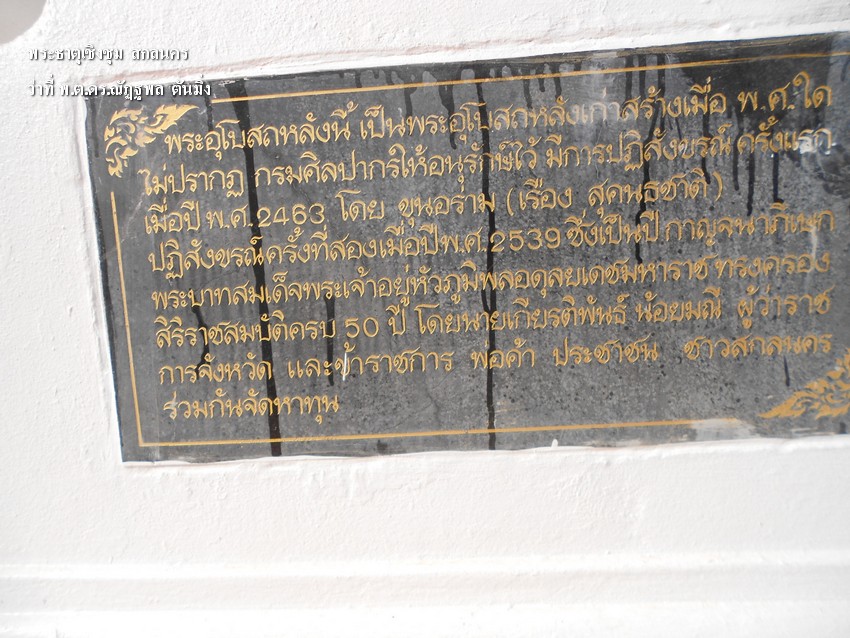 พระธาตุเชิงชุม สกลนคร
ว่าที่ พ.ต.ดร.ณัฏฐพล ตันมิ่ง
พระอุโบสถหลังนี้ เป็นพระอุโบสถหลังเก่าสร้างเมื่อ พ.ศ.ใด
ไม่ปรากฏ กรมศิลปากรให้อนุรักษ์ไว้ มีการปฏิสังขรณ์ ครั้งแรก
เมื่อปี พ.ศ.2463 โดย ขุนอร่าม (เรือง สุคนธชาติ)
ปฏิสังขรณ์ครั้งที่สองเมื่อปีพ.ศ.2539 ซึ่งเป็นปี กาญจนาภิเษก
พระบาทสมเด็จพระเจ้าอยู่หัวภูมิพลอดุลยเดชมหาราช ทรงครอง
สิริราชสมบัติครบ 50 ปี โดยนายเกียรติพันธ์ น้อยมณี ผู้ว่าราช
การจังหวัด และข้าราชการ พ่อค้า ประชาชน ชาวสกลนคร
ร่วมกันจัดหาทุน